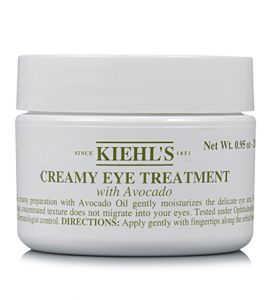 SINCE KIEHL'S 1851
Net Wt. 0.95 oz
CREAMY EYE TREATMENT
with Avocado
creamy preparation with Avocado Oil gently moisturizes the delicate eye
concentrated texture does not migrate into your eyes. Tested under
control. DIRECTIONS: Apply gently with fingertips along the orbital